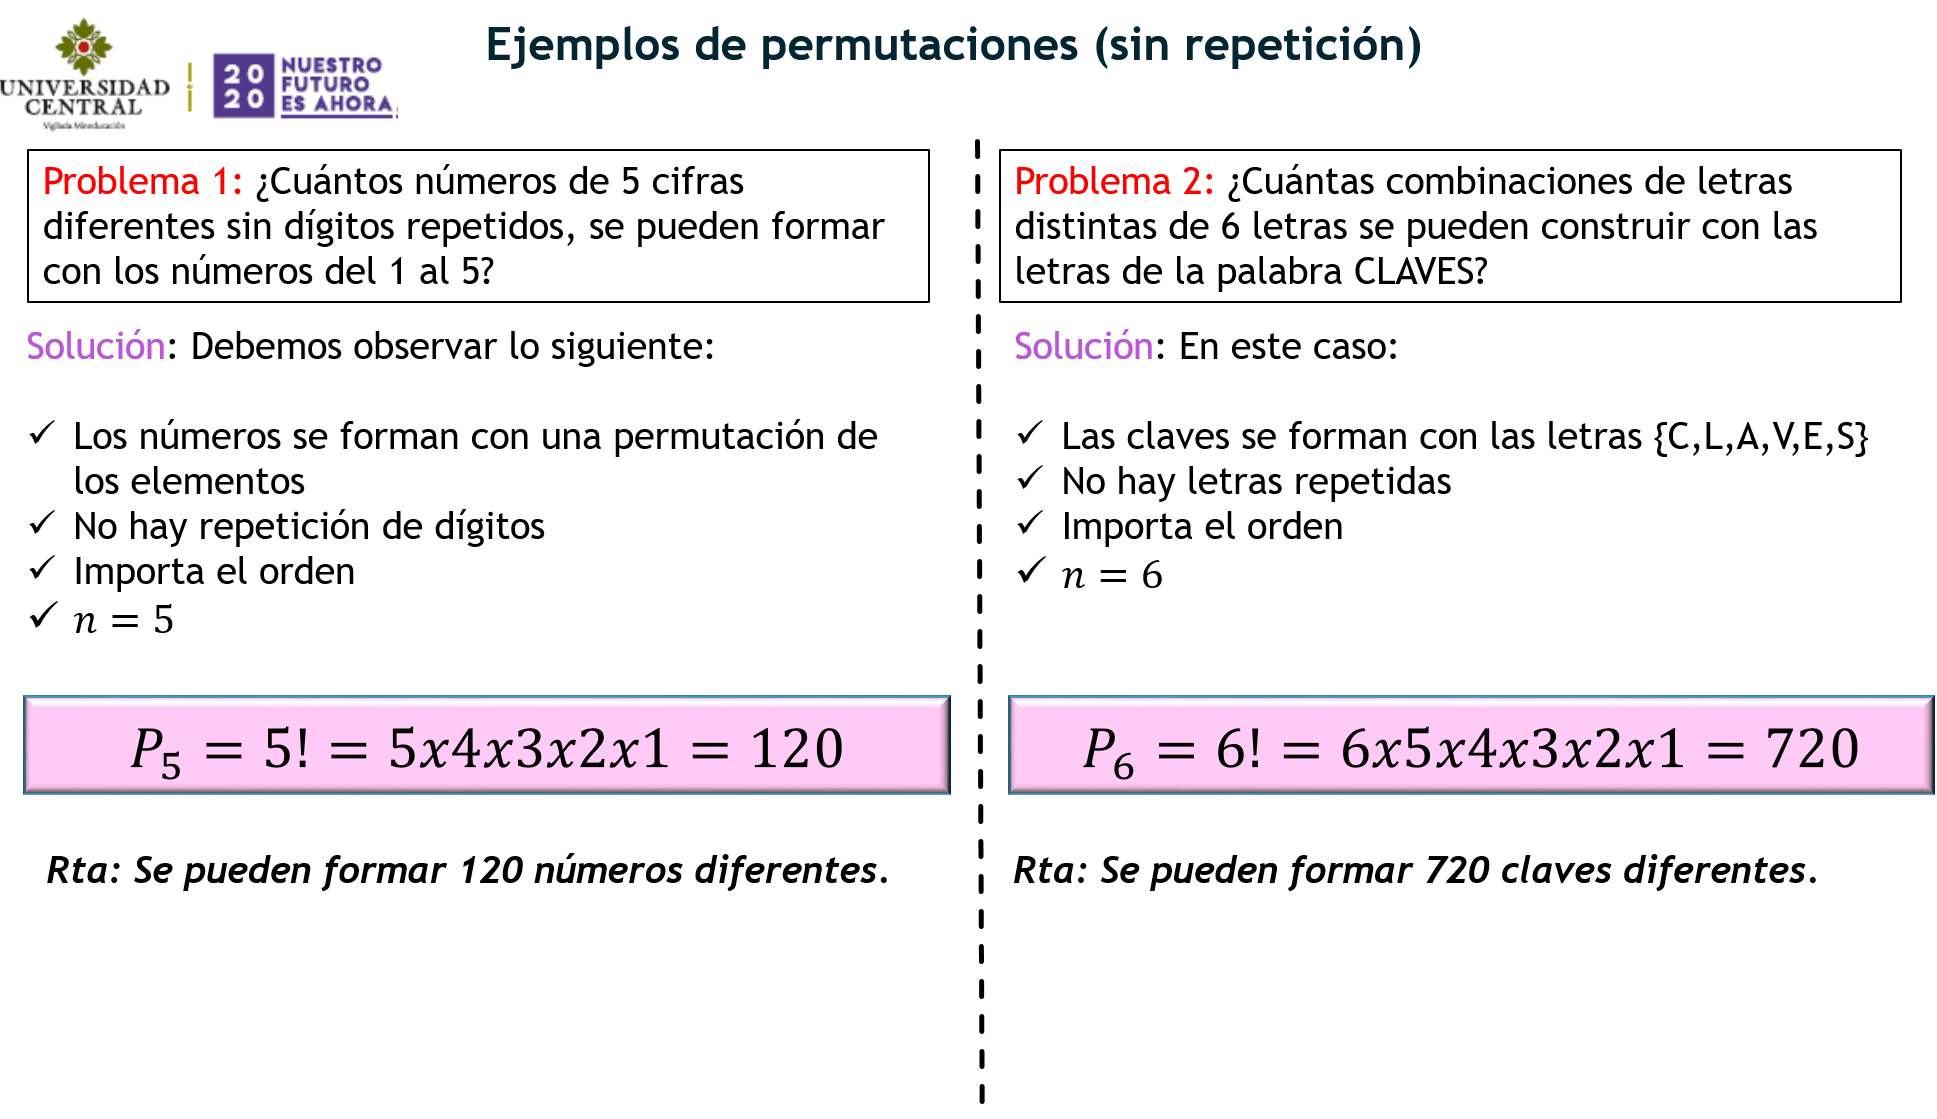 Ejemplos de permutaciones (sin repetición)
UNIVERSIDAD
CENTRAL
Vigilada Mineducación
20
20
NUESTRO
FUTURO
ES AHORA
Problema 1: ¿Cuántos números de 5 cifras
diferentes sin dígitos repetidos, se pueden formar
con los números del 1 al 5?
Solución: Debemos observar lo siguiente:
✓ Los números se forman con una permutación de
los elementos
✓ No hay repetición de dígitos
✓ Importa el orden
✓ n = 5
P₅ = 5! = 5x4x3x2x1 = 120
Rta: Se pueden formar 120 números diferentes.
Problema 2: ¿Cuántas combinaciones de letras
distintas de 6 letras se pueden construir con las
letras de la palabra CLAVES?
Solución: En este caso:
✓ Las claves se forman con las letras {C,L,A,V,E,S}
✓ No hay letras repetidas
✓ Importa el orden
✓ n = 6
P₆ = 6! = 6x5x4x3x2x1 = 720
Rta: Se pueden formar 720 claves diferentes.